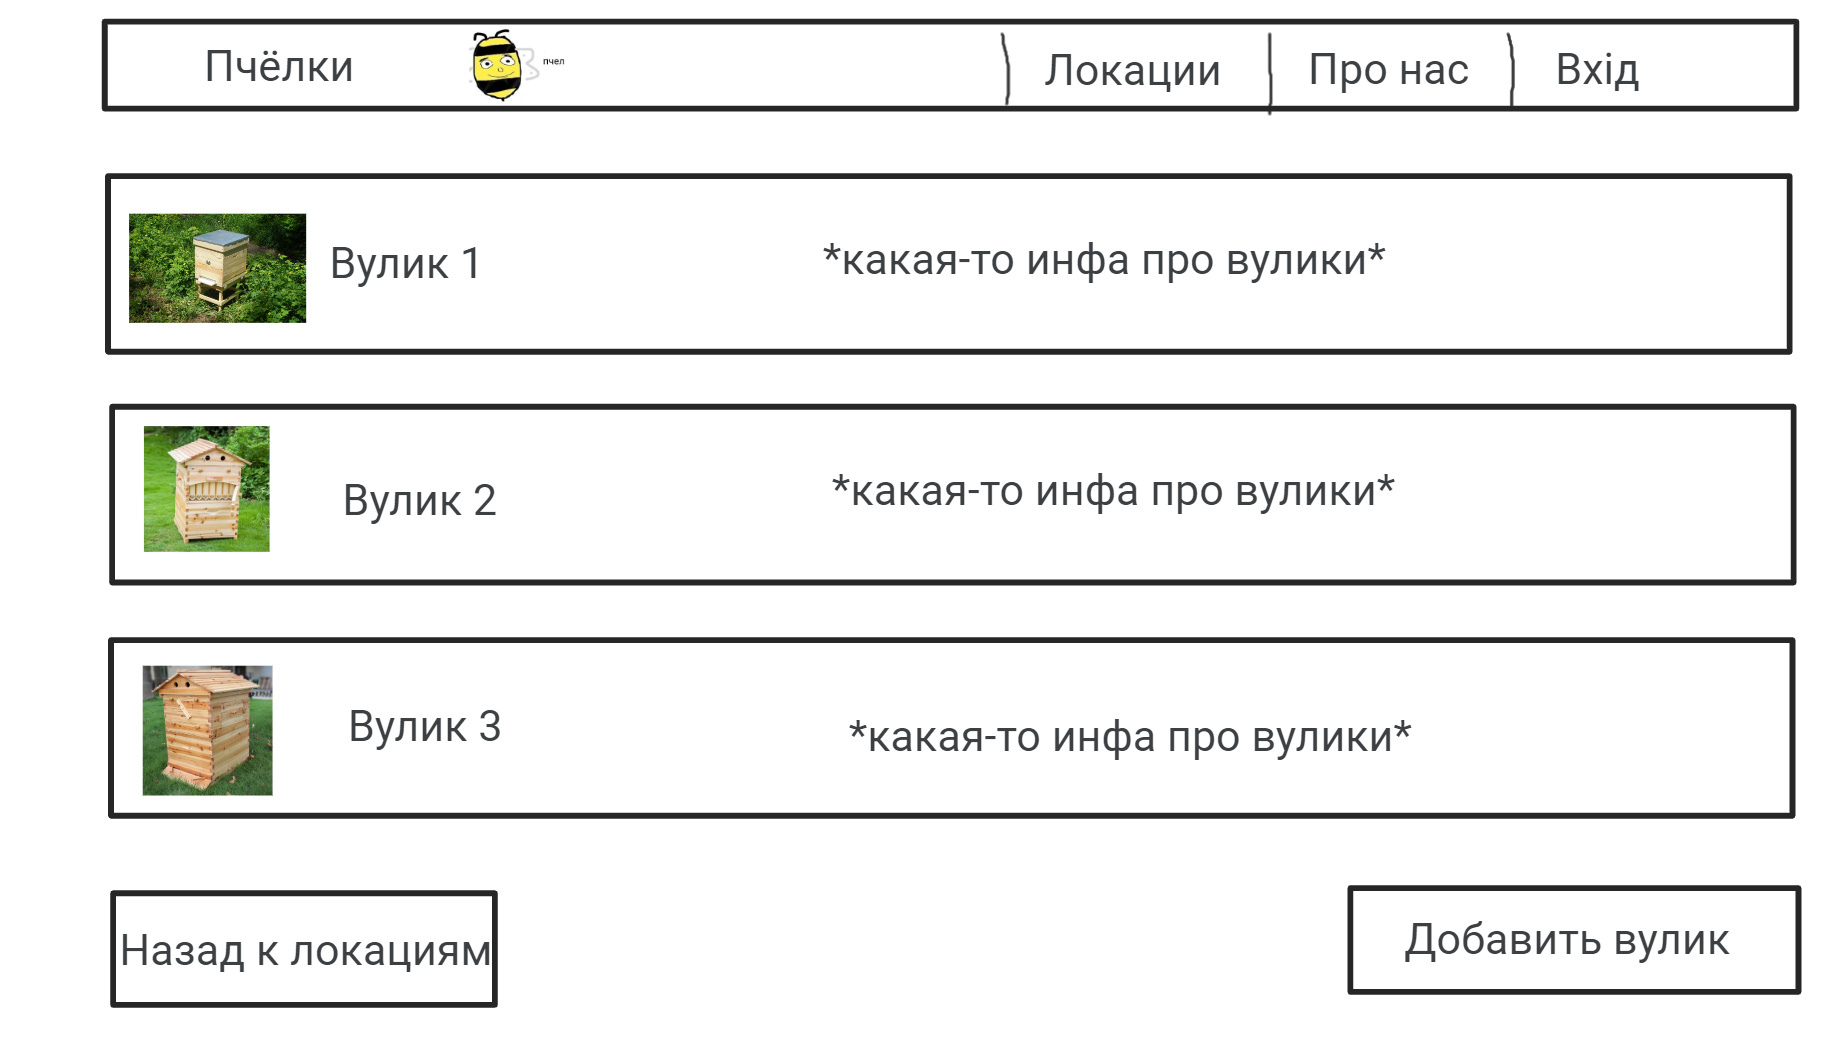 Пчёлки
пчел
Локации
Про нас
Вхід
Вулик 1
*какая-то инфа про вулики*
Вулик 2
*какая-то инфа про вулики*
Вулик 3
*какая-то инфа про вулики*
Назад к локациям
Добавить вулик